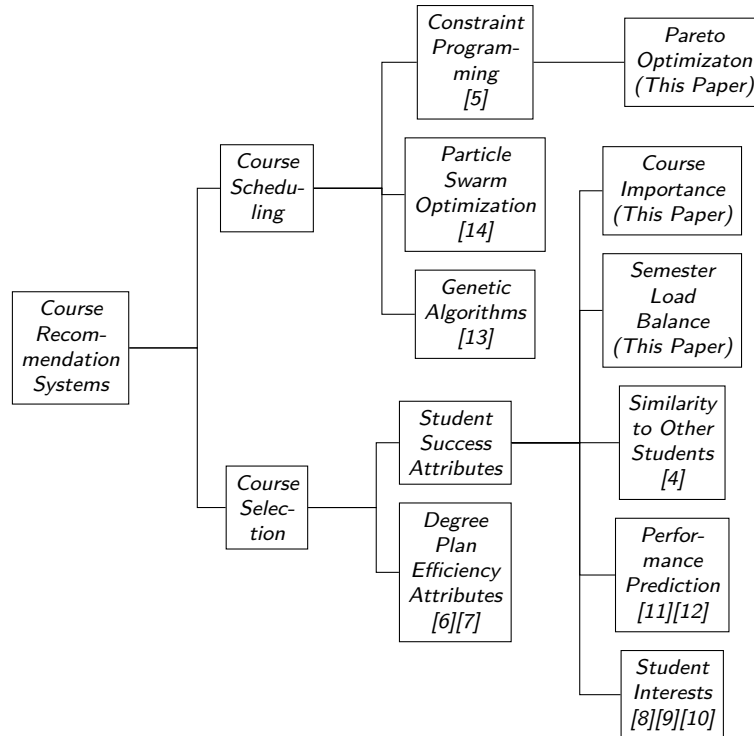 Course
Recom-
mendation
Systems
Course
Schedu-
ling
Constraint
Program-
ming
[5]
Pareto
Optimizaton
(This Paper)
Particle
Swarm
Optimization
[14]
Genetic
Algorithms
[13]
Course
Selec-
tion
Student
Success
Attributes
Course
Importance
(This Paper)
Semester
Load
Balance
(This Paper)
Similarity
to Other
Students
[4]
Perfor-
mance
Prediction
[11][12]
Student
Interests
[8][9][10]
Degree
Plan
Efficiency
Attributes
[6][7]